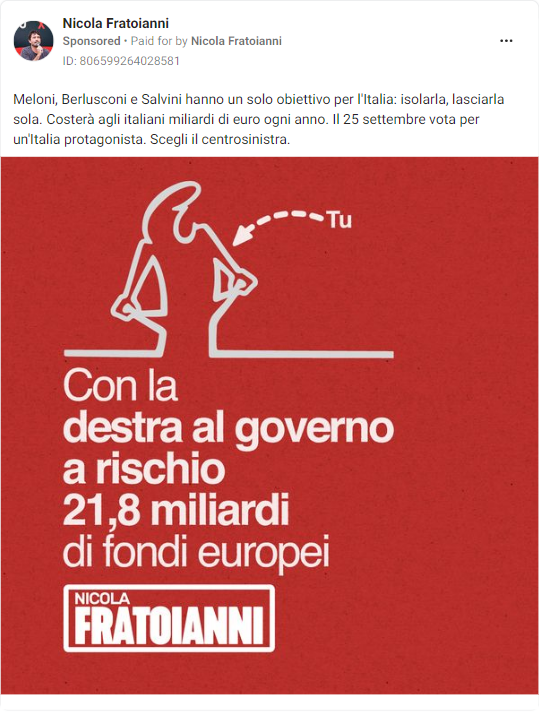 Nicola Fratoianni
Sponsored • Paid for by Nicola Fratoianni
ID: 806599264028581
Meloni, Berlusconi e Salvini hanno un solo obiettivo per l'Italia: isolarla, lasciarla
sola. Costerà agli italiani miliardi di euro ogni anno. Il 25 settembre vota per
un'Italia protagonista. Scegli il centrosinistra.
Tu
Con la
destra al governo
a rischio
21,8 miliardi
di fondi europei
NICOLA
FRATOIANNI